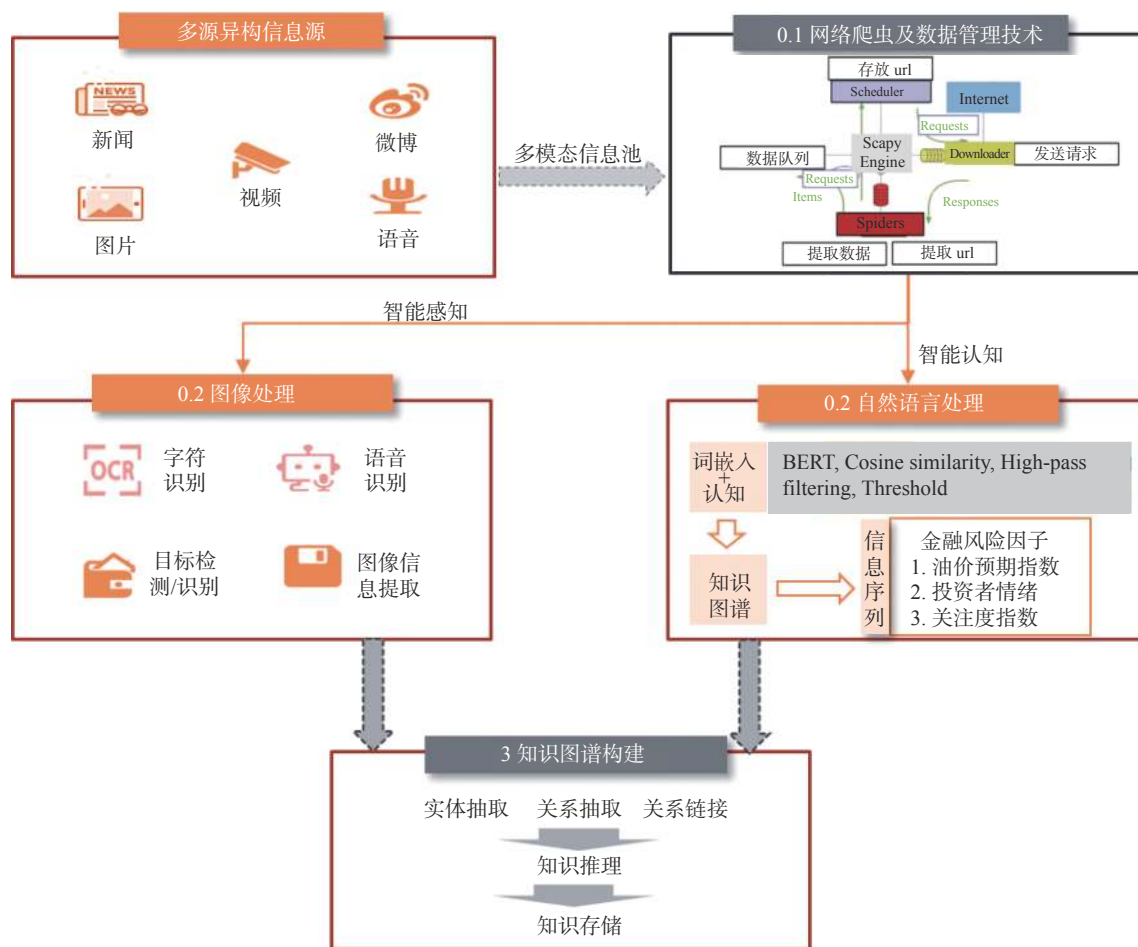 多源异构信息源
NEWS
新闻
微博
视频
图片
语音
多模态信息池
0.1 网络爬虫及数据管理技术
存放 url
Scheduler
Internet
Requests
Scapy
Engine
数据队列
Downloader
发送请求
Requests
Items
Responses
Spiders
提取数据
提取 url
智能感知
智能认知
0.2 图像处理
OCR
字符
识别
语音
识别
目标检
测/识别
图像信
息提取
0.2 自然语言处理
词嵌入
+
认知
BERT, Cosine similarity, High-pass
filtering, Threshold
知识
图谱
信
息
序
列
金融风险因子
1. 油价预期指数
2. 投资者情绪
3. 关注度指数
3 知识图谱构建
实体抽取 关系抽取 关系链接
知识推理
知识存储